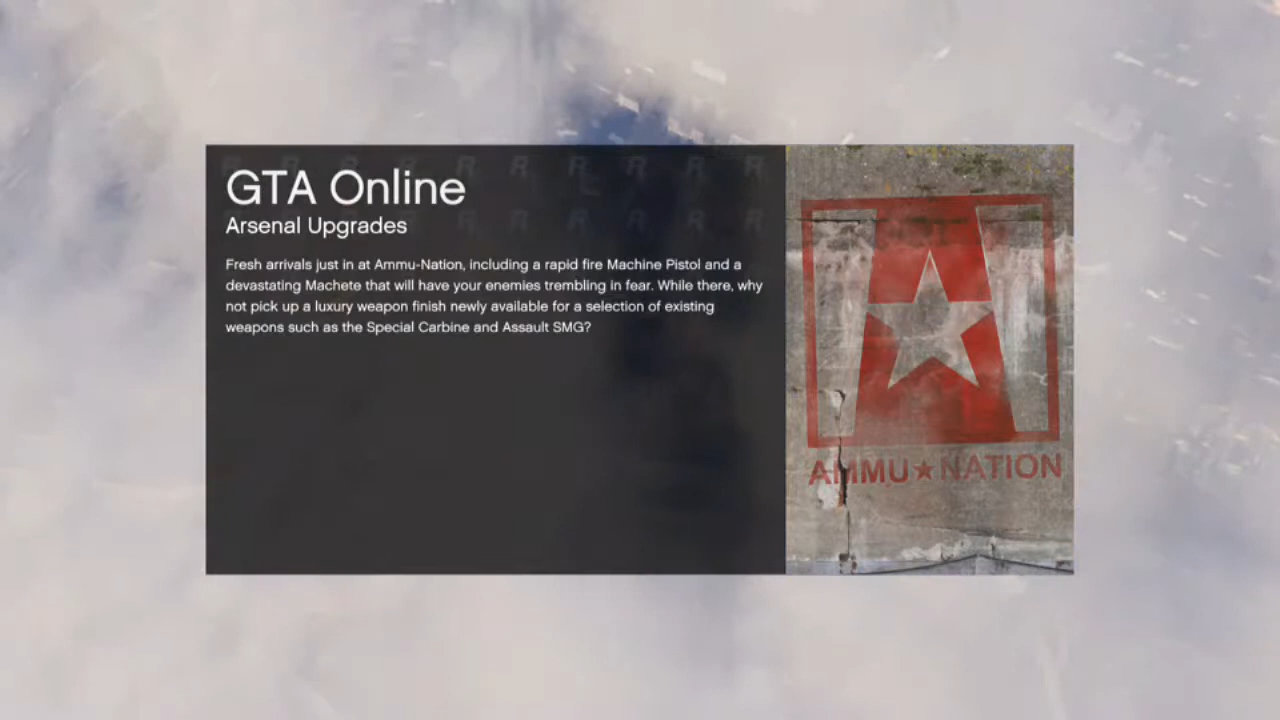 GTA Online
Arsenal Upgrades
Fresh arrivals just in at Ammu-Nation, including a rapid fire Machine Pistol and a
devastating Machete that will have your enemies trembling in fear. While there, why
not pick up a luxury weapon finish newly available for a selection of existing
weapons such as the Special Carbine and Assault SMG?
AMMU★NATION